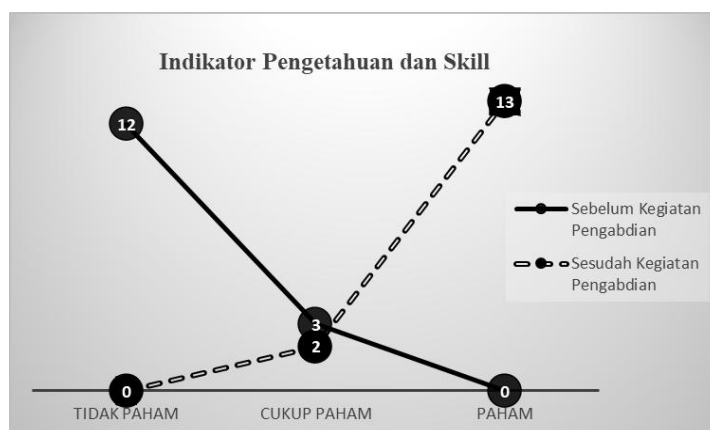 Indikator Pengetahuan dan Skill
13
12
Sebelum Kegiatan
Pengabdian
Sesudah Kegiatan
Pengabdian
3
2
0
0
TIDAK PAHAM
CUKUP PAHAM
PAHAM